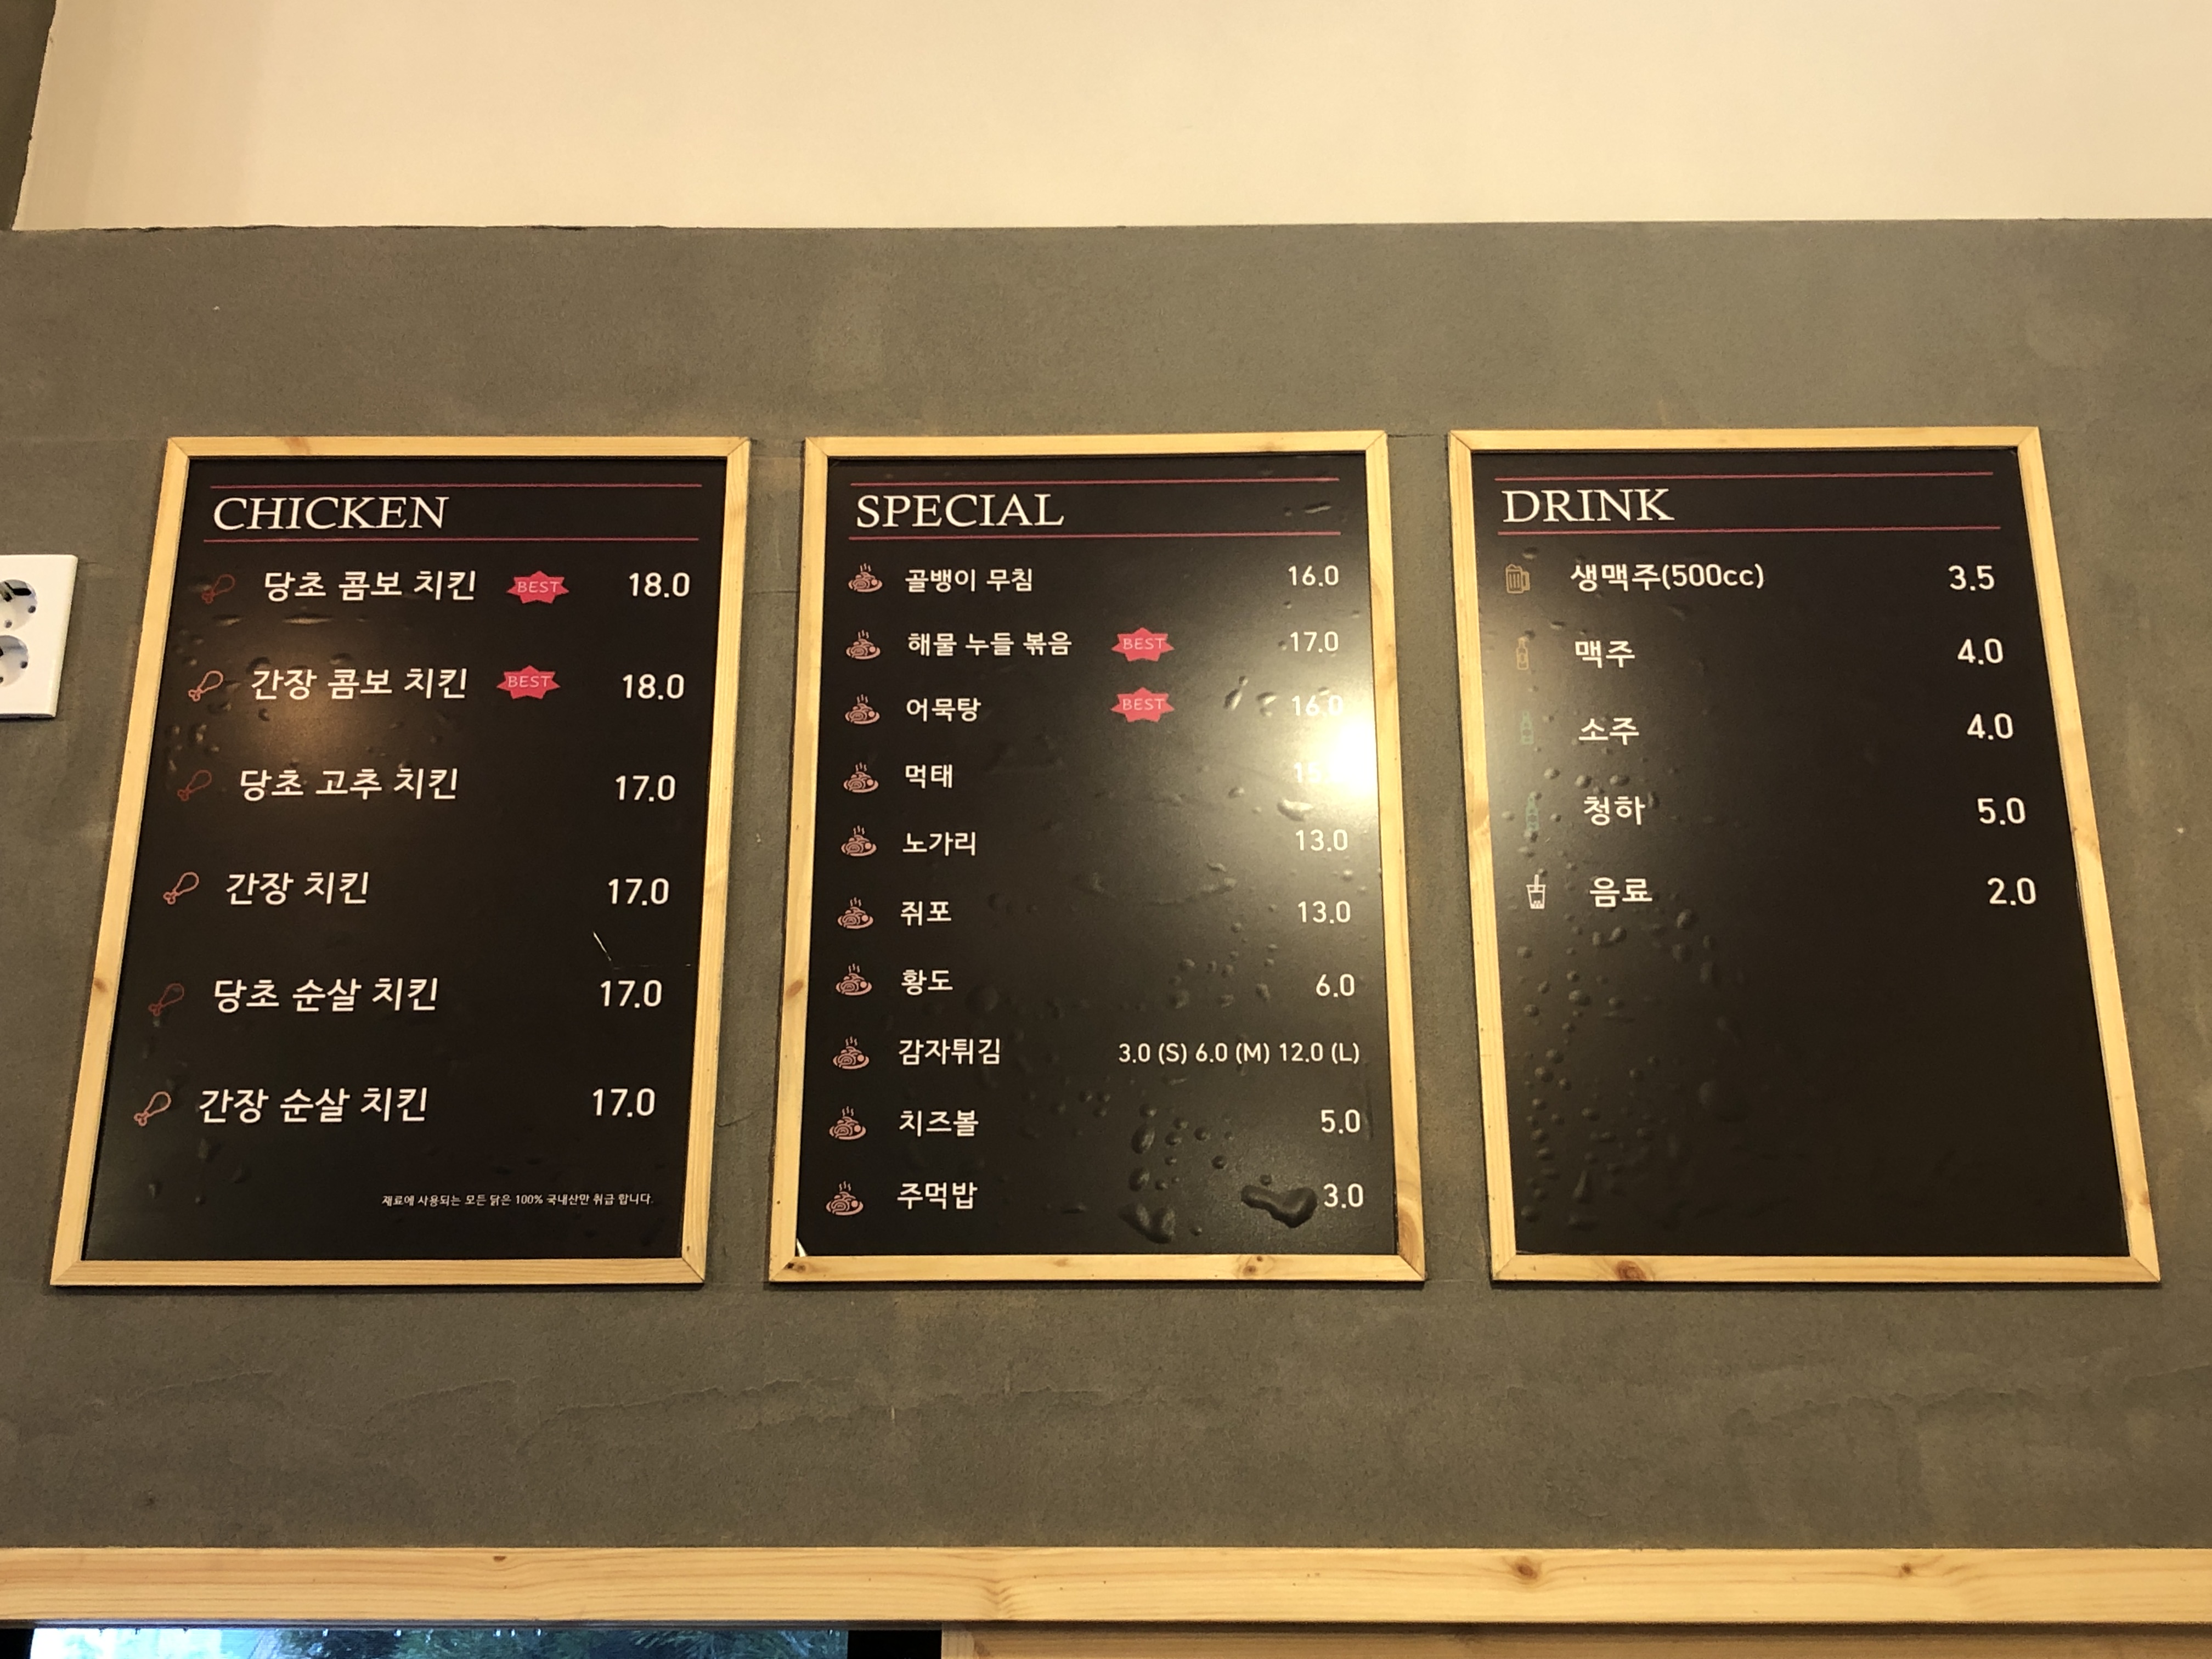 CHICKEN
당초 콤보 치킨 BEST 18.0
간장 콤보 치킨 BEST 18.0
당초 고추 치킨 17.0
간장 치킨 17.0
당초 순살 치킨 17.0
간장 순살 치킨 17.0
재료에 사용되는 모든 닭은 100% 국내산만 취급 합니다.
SPECIAL
골뱅이 무침 16.0
해물 누들 볶음 BEST 17.0
어묵탕 BEST 16.0
먹태
노가리 13.0
쥐포 13.0
황도 6.0
감자튀김 3.0 (S) 6.0 (M) 12.0 (L)
치즈볼 5.0
주먹밥 3.0
DRINK
생맥주(500cc) 3.5
맥주 4.0
소주 4.0
청하 5.0
음료 2.0